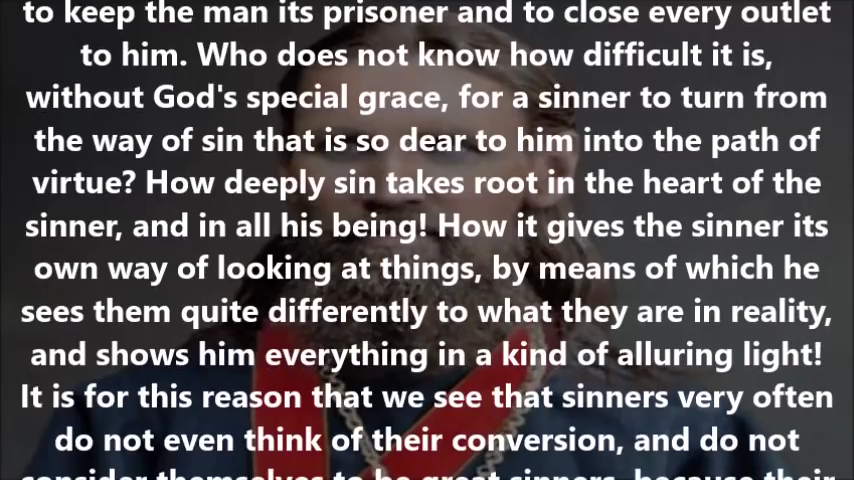 to keep the man its prisoner and to close every outlet
to him. Who does not know how difficult it is,
without God's special grace, for a sinner to turn from
the way of sin that is so dear to him into the path of
virtue? How deeply sin takes root in the heart of the
sinner, and in all his being! How it gives the sinner its
own way of looking at things, by means of which he
sees them quite differently to what they are in reality,
and shows him everything in a kind of alluring light!
It is for this reason that we see that sinners very often
do not even think of their conversion, and do not
consider themselves to be great sinners, because their